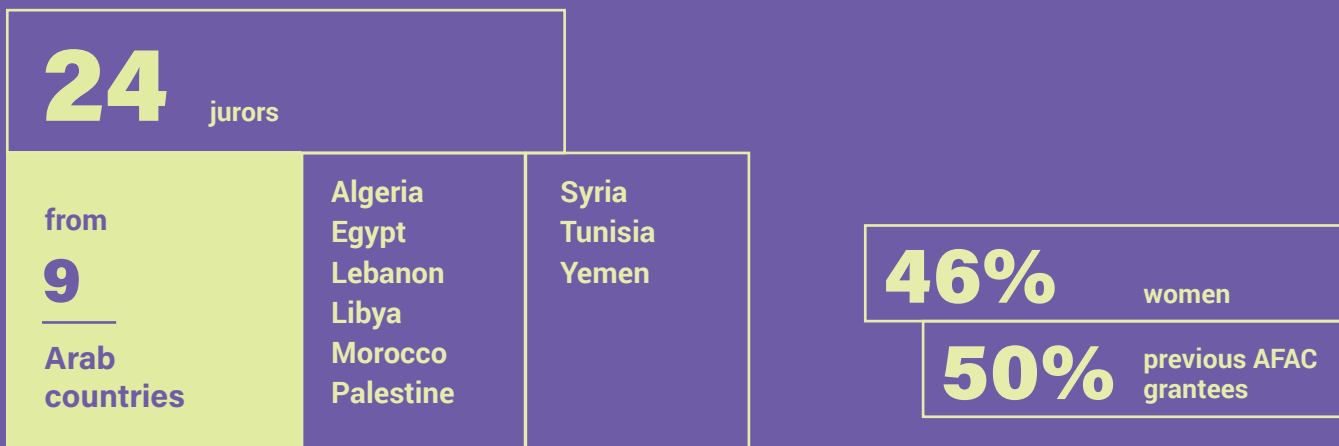 24 jurors
from
9
Arab
countries
Algeria
Egypt
Lebanon
Libya
Morocco
Palestine
Syria
Tunisia
Yemen
46% women
50% previous AFAC
grantees